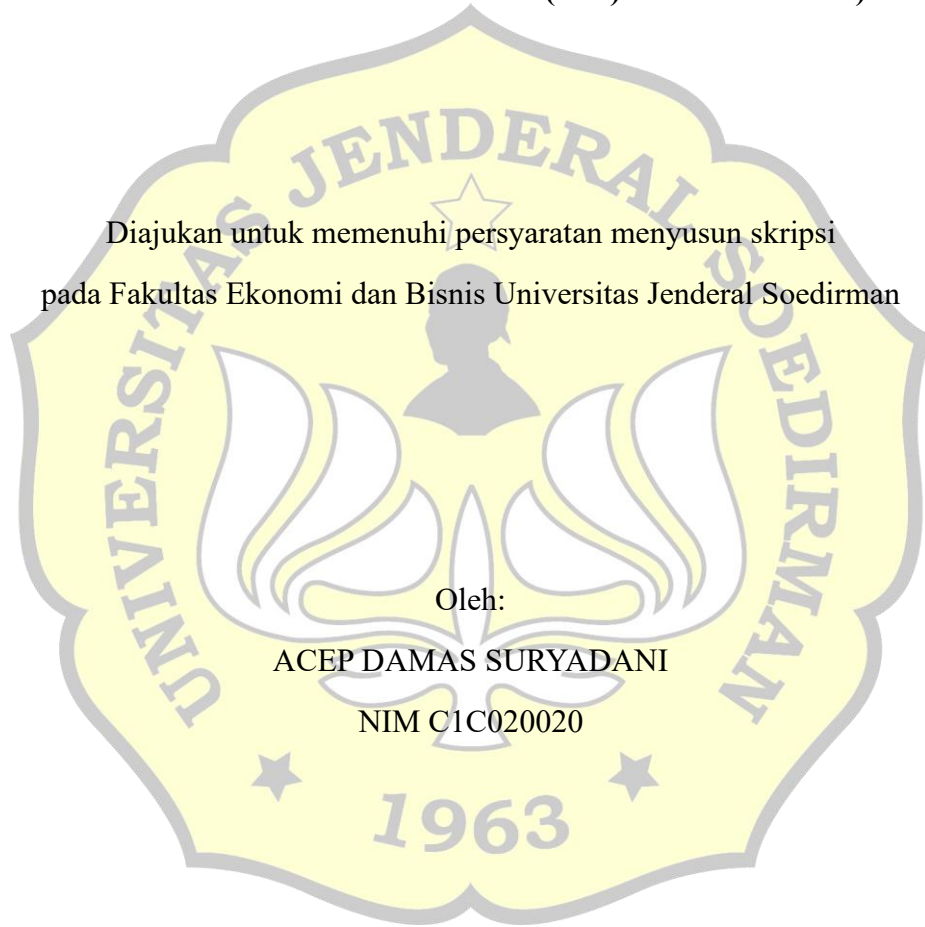 UNIVERSITAS JENDERAL SOEDIRMAN
Diajukan untuk memenuhi persyaratan menyusun skripsi
pada Fakultas Ekonomi dan Bisnis Universitas Jenderal Soedirman
Oleh:
ACEP DAMAS SURYADANI
NIM C1C020020
1963